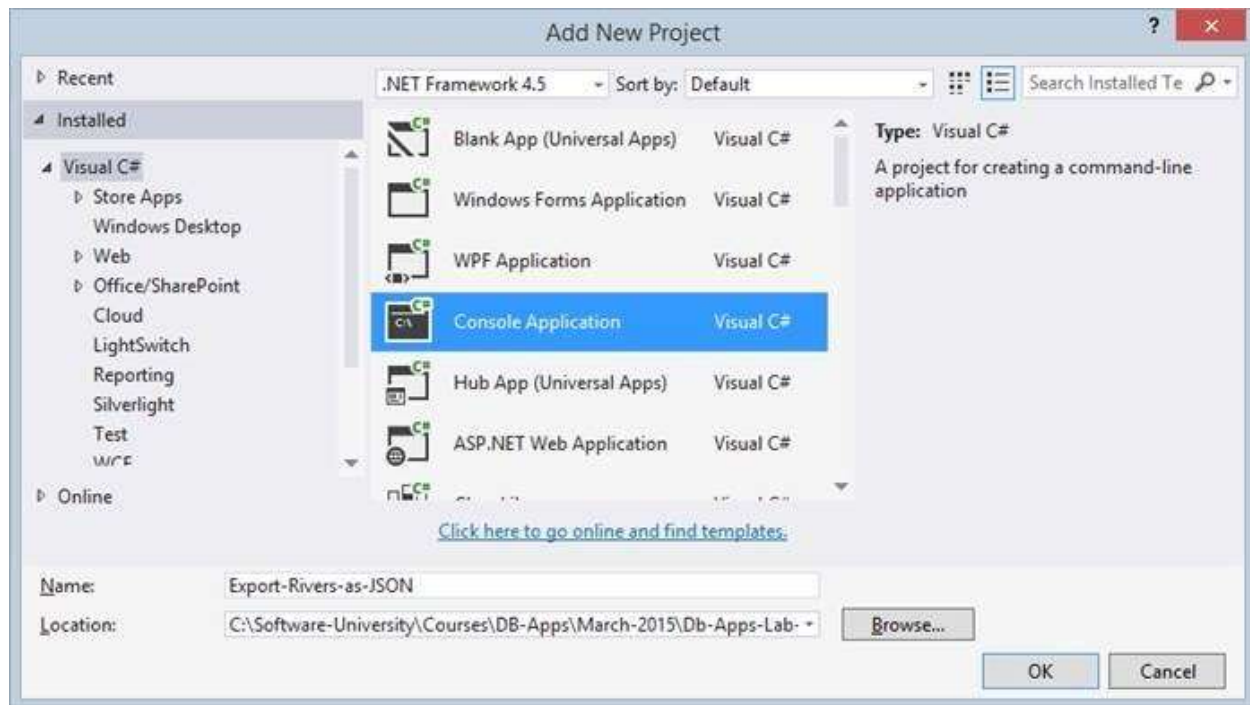 Add New Project
?
Recent
.NET Framework 4.5
Sort by: Default
Search Installed Te
Installed
Visual C#
Store Apps
Windows Desktop
Web
Office/SharePoint
Cloud
LightSwitch
Reporting
Silverlight
Test
WCF
Online
Blank App (Universal Apps) Visual C#
Windows Forms Application Visual C#
WPF Application Visual C#
Console Application Visual C#
Hub App (Universal Apps) Visual C#
ASP.NET Web Application Visual C#
Type: Visual C#
A project for creating a command-line
application
Click here to go online and find templates.
Name: Export-Rivers-as-JSON
Location: C:\Software-University\Courses\DB-Apps\March-2015\Db-Apps-Lab-
Browse...
OK Cancel